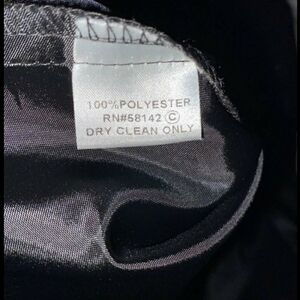 100%POLYESTER
RN#58142 Ⓒ
DRY CLEAN ONLY